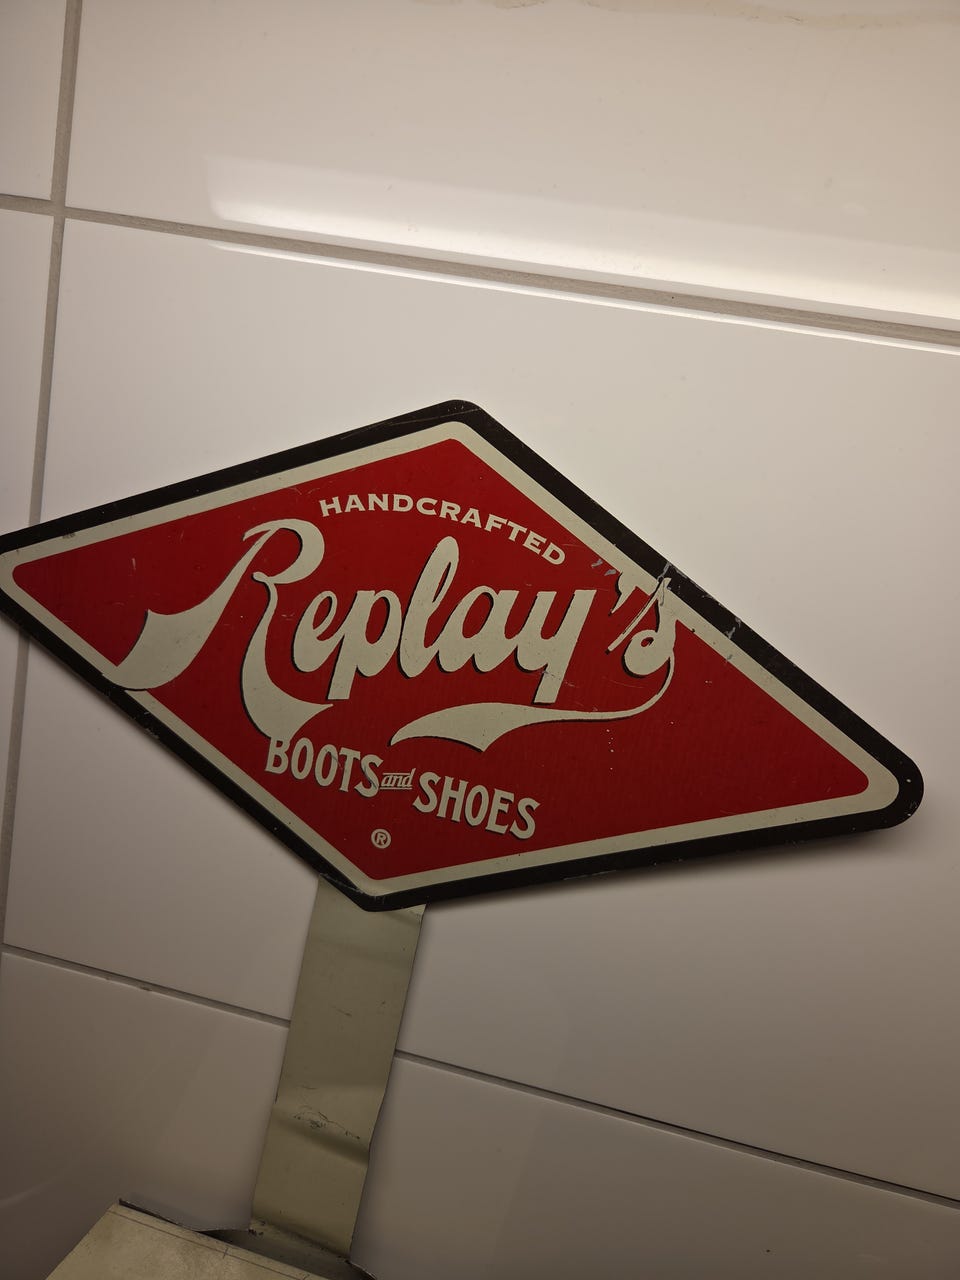 HANDCRAFTED
Replay's
BOOTS and SHOES
®